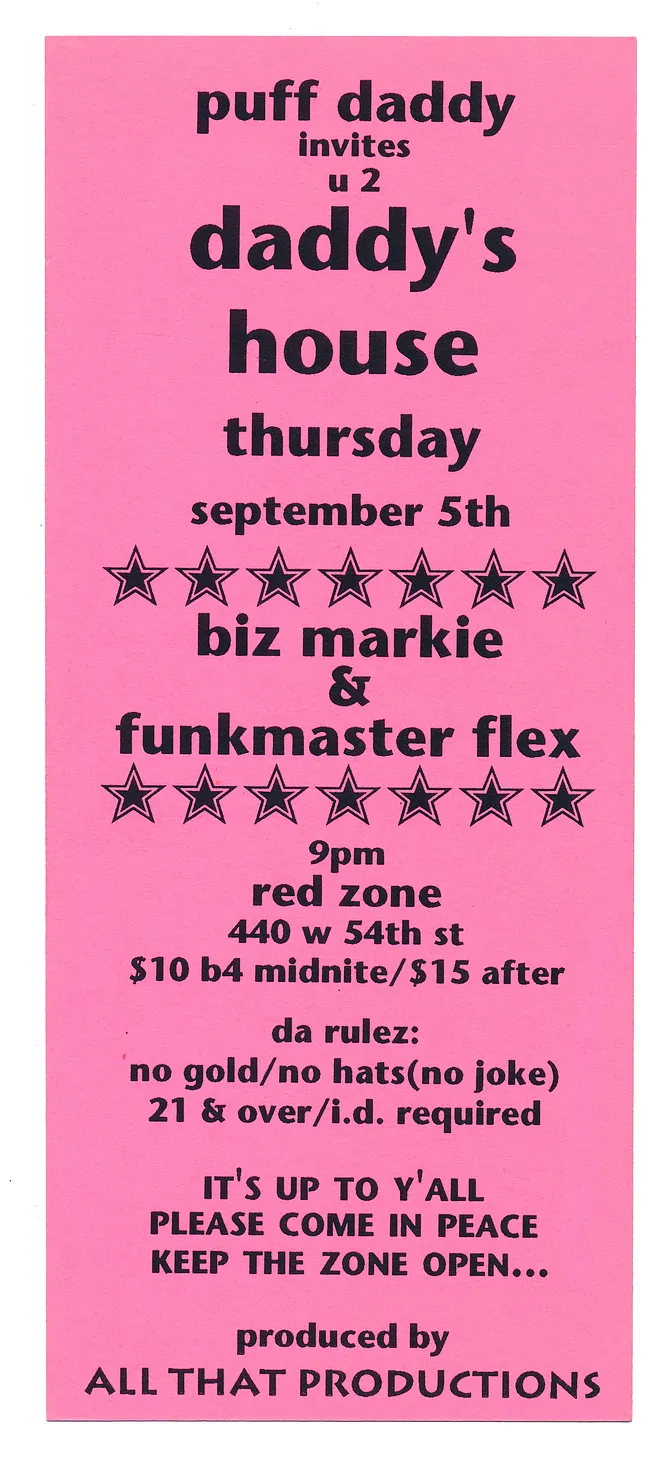 puff daddy
invites
u 2
daddy's
house
thursday
september 5th
biz markie
&
funkmaster flex
9pm
red zone
440 w 54th st
$10 b4 midnite/$15 after
da rulez:
no gold/no hats(no joke)
21 & over/i.d. required
IT'S UP TO Y'ALL
PLEASE COME IN PEACE
KEEP THE ZONE OPEN...
produced by
ALL THAT PRODUCTIONS